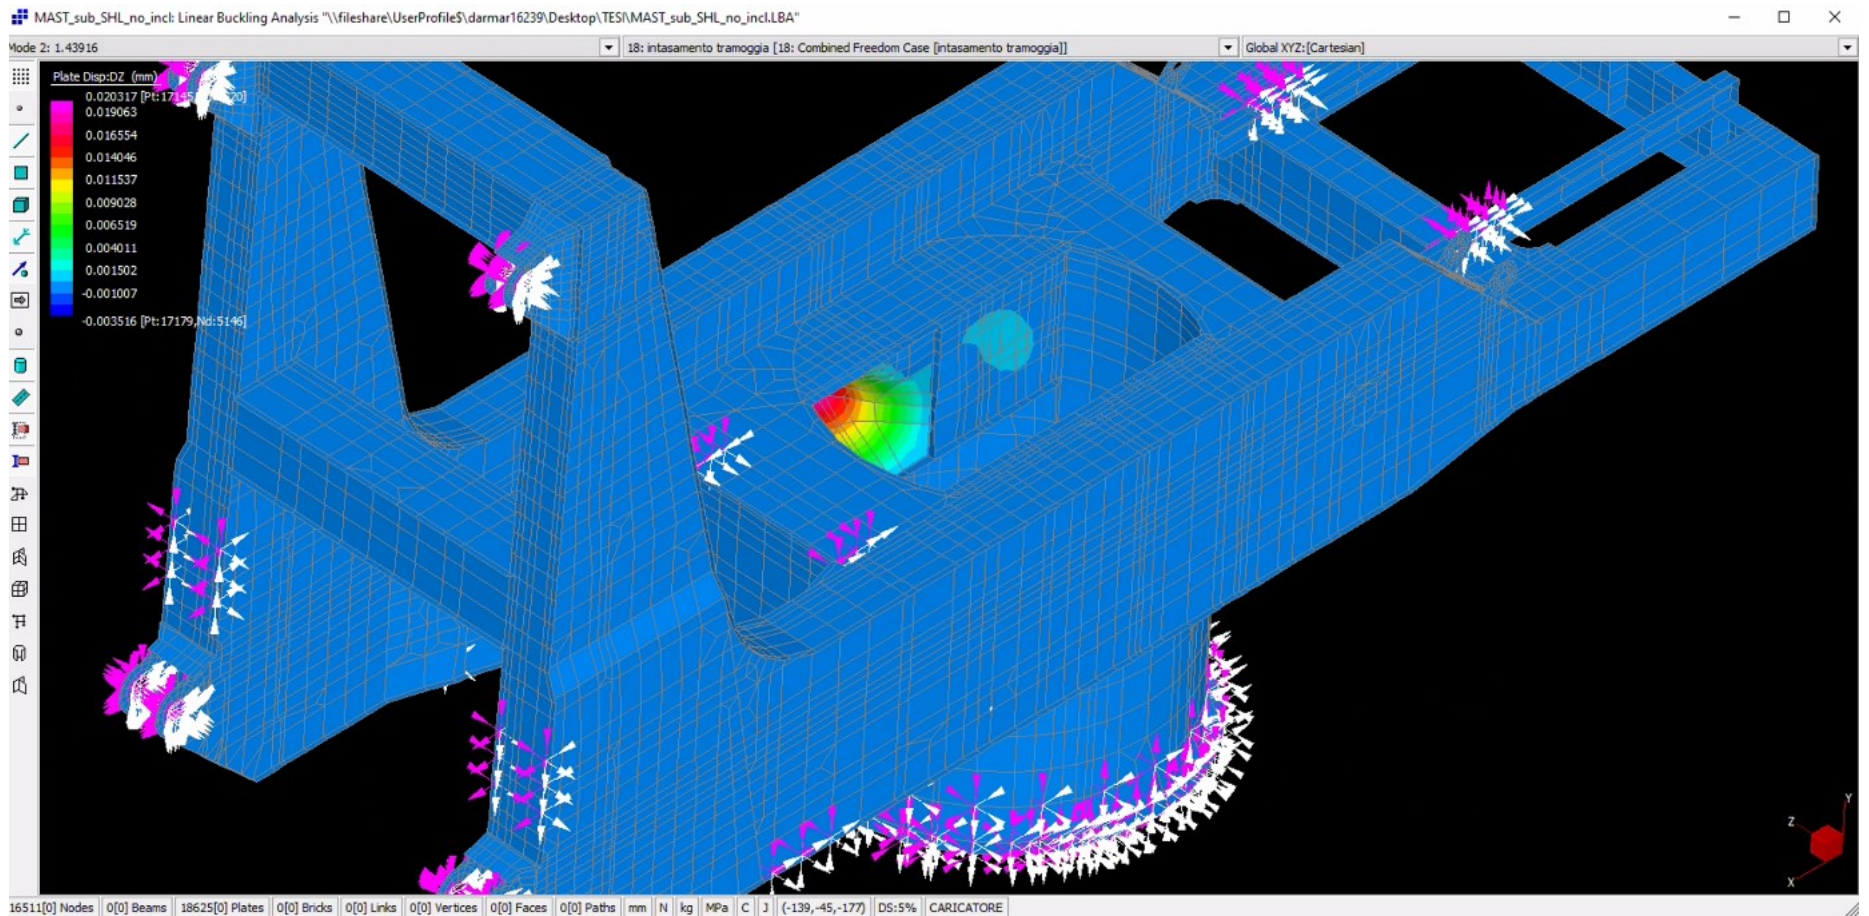 MAST_sub_SHL_no_incl: Linear Buckling Analysis "\\fileshare\UserProfile$\darmar16239\Desktop\TESI\MAST_sub_SHL_no_incl.LBA"
Mode 2: 1.43916
18: intasamento tramoggia [18: Combined Freedom Case [intasamento tramoggia]]
Global XYZ:[Cartesian]
Plate Disp:DZ (mm)
0.020317
0.019063
0.016554
0.014046
0.011537
0.009028
0.006519
0.004011
0.001502
-0.001007
-0.003516 [Pt:17179,Nd:5146]
Y
Z
X
16511[0] Nodes 0[0] Beams 18625[0] Plates 0[0] Bricks 0[0] Links 0[0] Vertices 0[0] Faces 0[0] Paths mm N kg MPa C J (-139,-45,-177) DS:5% CARICATORE